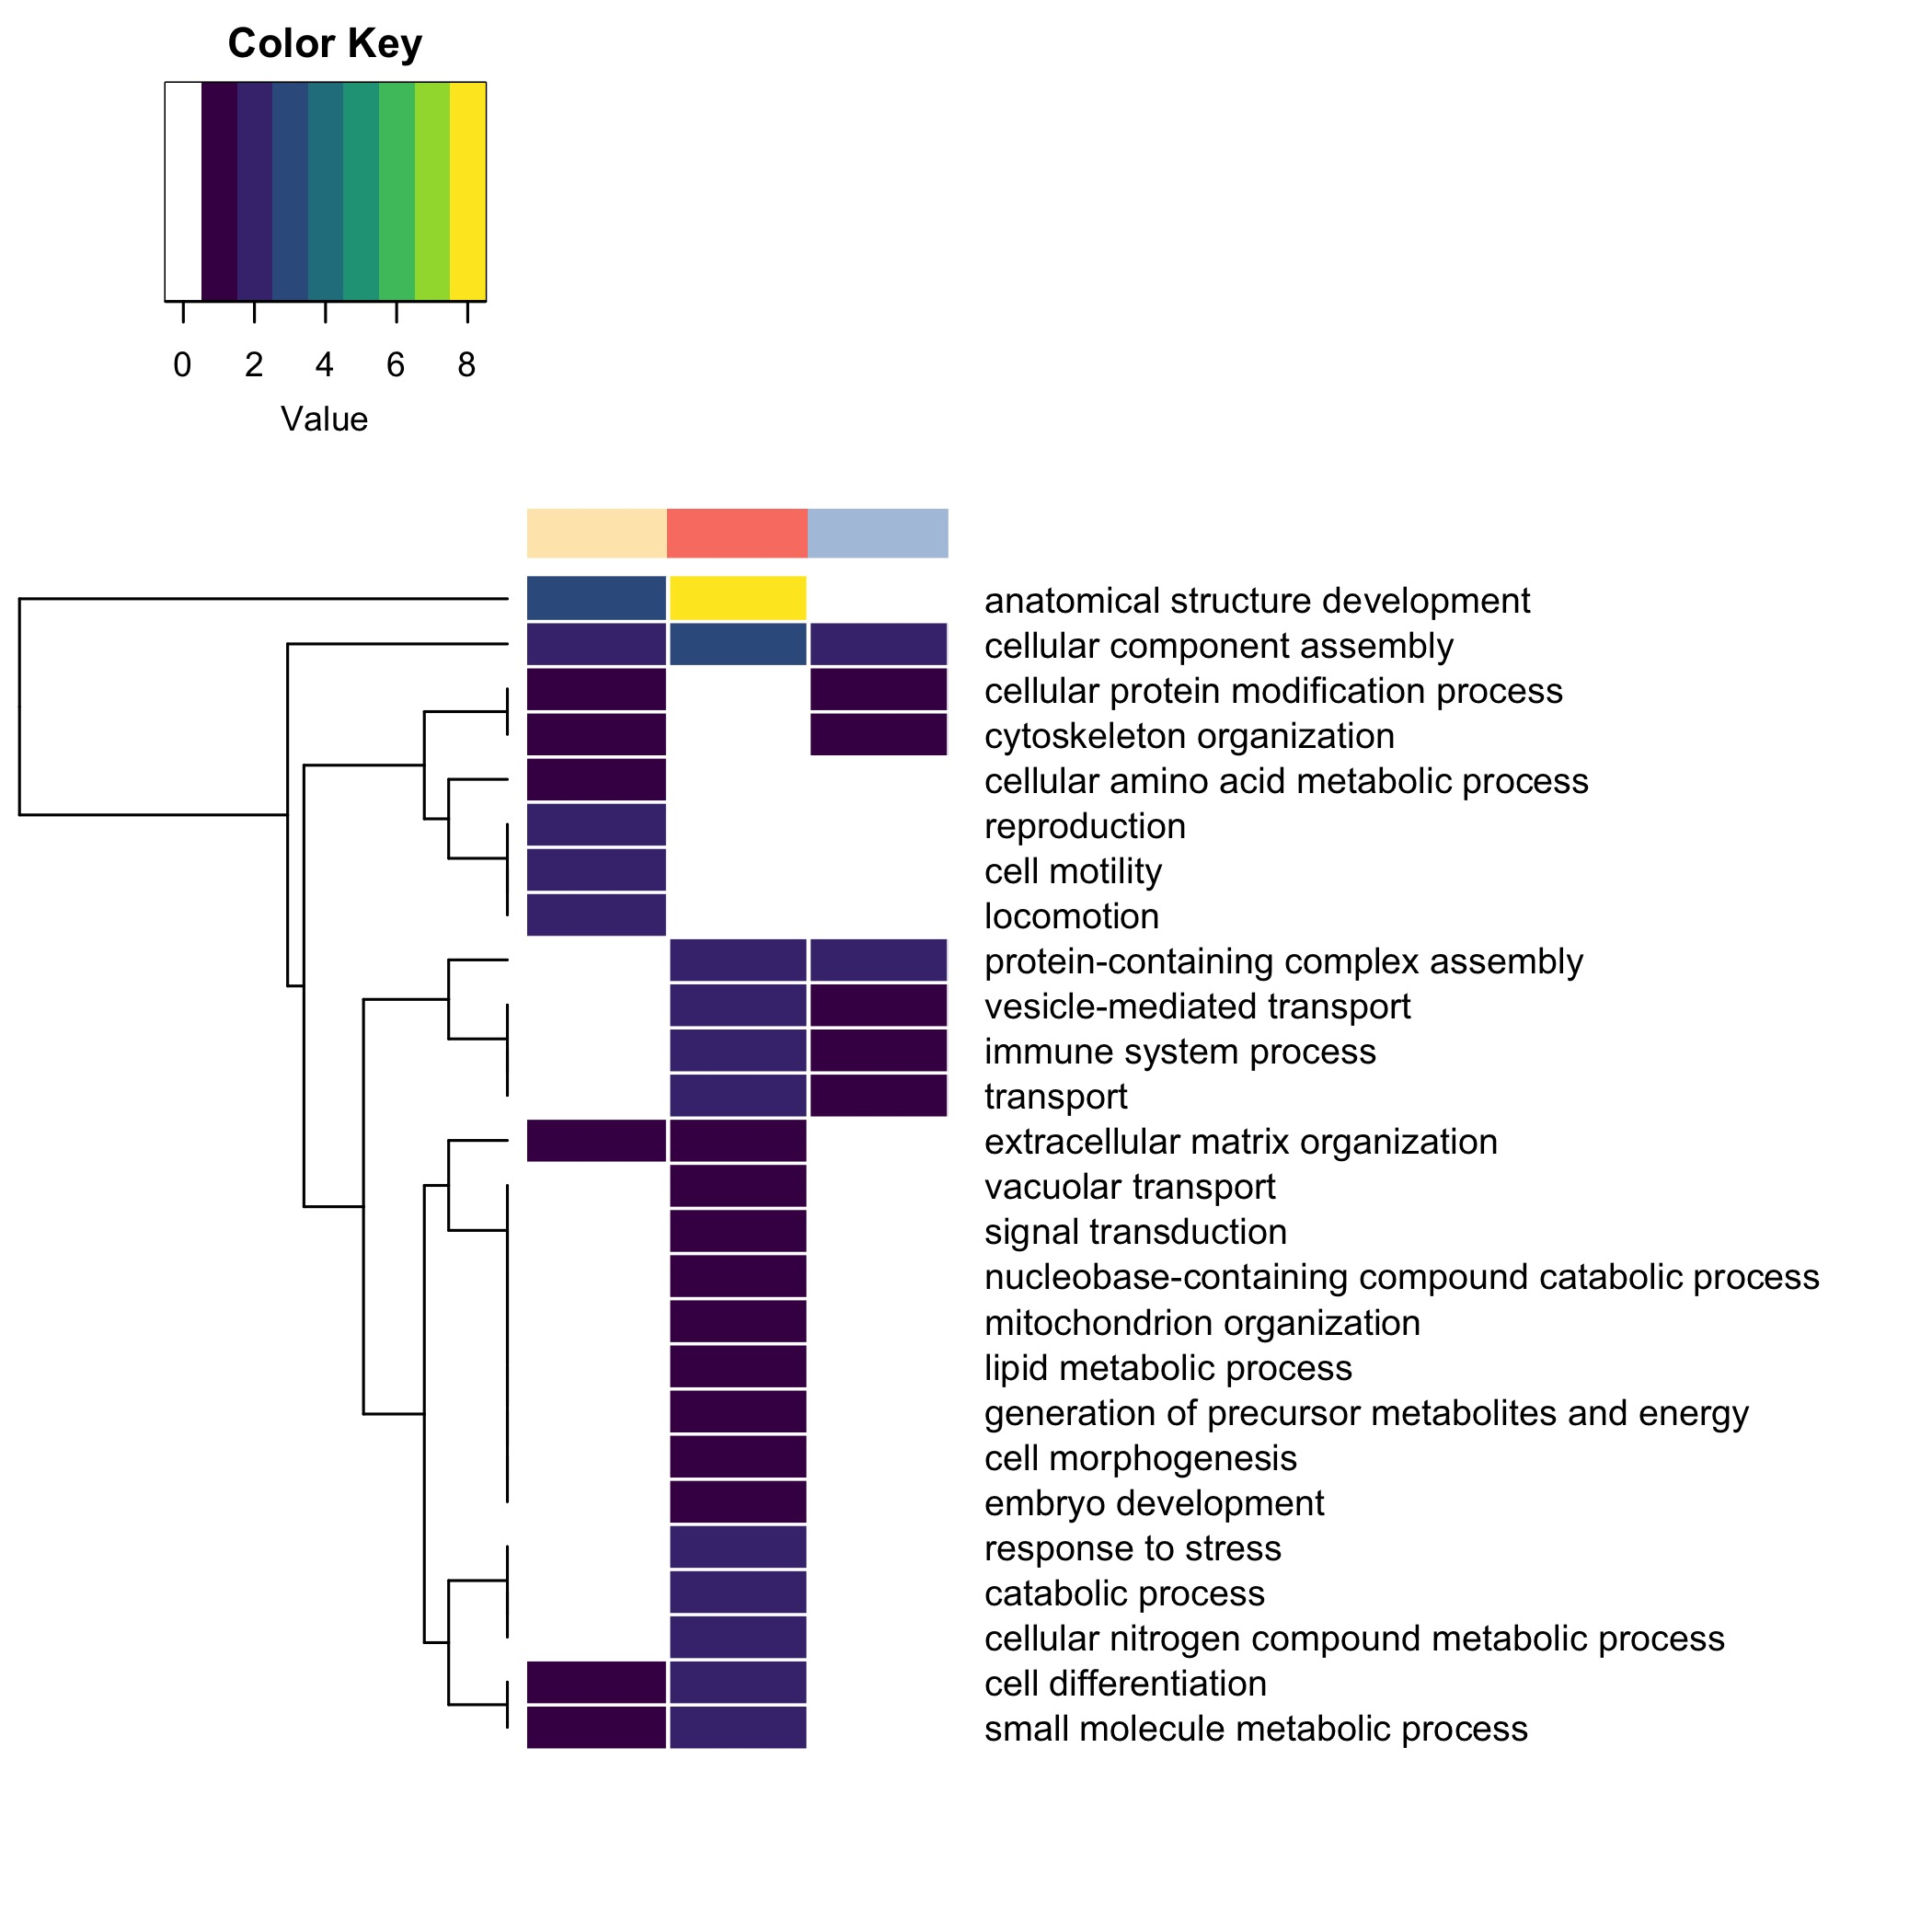 Color Key
0 2 4 6 8
Value
anatomical structure development
cellular component assembly
cellular protein modification process
cytoskeleton organization
cellular amino acid metabolic process
reproduction
cell motility
locomotion
protein-containing complex assembly
vesicle-mediated transport
immune system process
transport
extracellular matrix organization
vacuolar transport
signal transduction
nucleobase-containing compound catabolic process
mitochondrion organization
lipid metabolic process
generation of precursor metabolites and energy
cell morphogenesis
embryo development
response to stress
catabolic process
cellular nitrogen compound metabolic process
cell differentiation
small molecule metabolic process